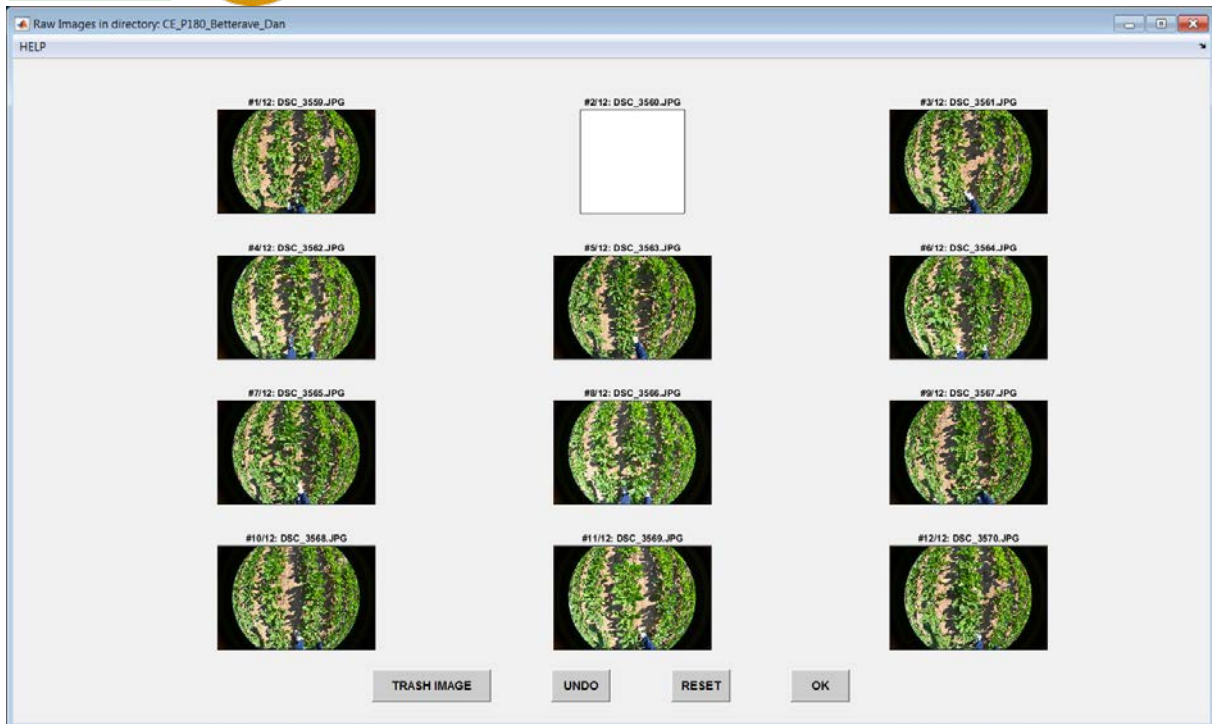 Raw Images in directory: CE_P180_Betterave_Dan
HELP
#1/12: DSC_3559.JPG
#2/12: DSC_3560.JPG
#3/12: DSC_3561.JPG
#4/12: DSC_3562.JPG
#5/12: DSC_3563.JPG
#6/12: DSC_3564.JPG
#7/12: DSC_3565.JPG
#8/12: DSC_3566.JPG
#9/12: DSC_3567.JPG
#10/12: DSC_3568.JPG
#11/12: DSC_3569.JPG
#12/12: DSC_3570.JPG
TRASH IMAGE
UNDO
RESET
OK